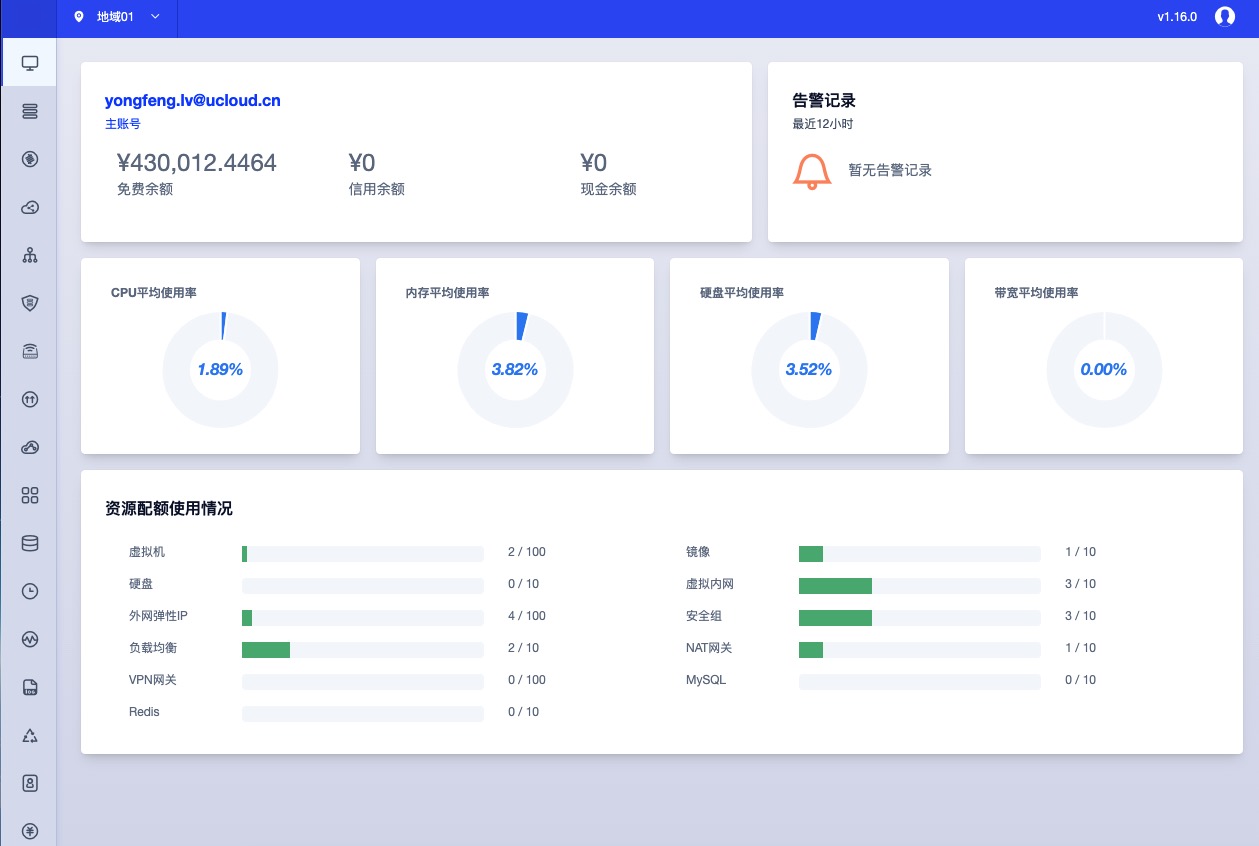 地域01
v1.16.0
yongfeng.lv@ucloud.cn
主账号
¥430,012.4464
免费余额
¥0
信用余额
¥0
现金余额
告警记录
最近12小时
暂无告警记录
CPU平均使用率
1.89%
内存平均使用率
3.82%
硬盘平均使用率
3.52%
带宽平均使用率
0.00%
资源配额使用情况
虚拟机 2 / 100
镜像 1 / 10
硬盘 0 / 10
虚拟内网 3 / 10
外网弹性IP 4 / 100
安全组 3 / 10
负载均衡 2 / 10
NAT网关 1 / 10
VPN网关 0 / 100
MySQL 0 / 10
Redis 0 / 10